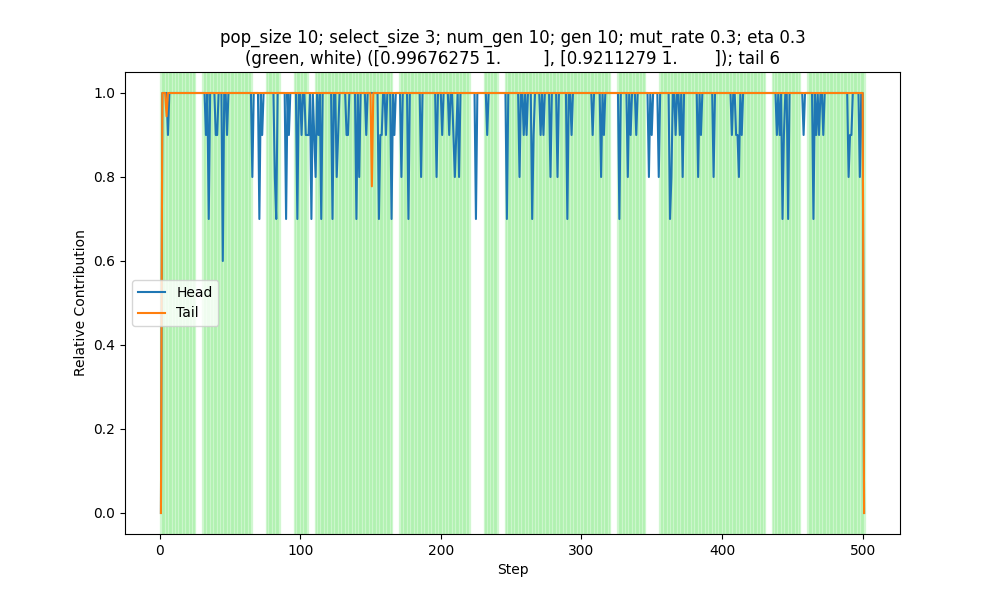 pop_size 10; select_size 3; num_gen 10; gen 10; mut_rate 0.3; eta 0.3
(green, white) ([0.99676275 1.        ], [0.9211279 1.        ]); tail 6
1.0
0.8
0.6
0.4
0.2
0.0
Relative Contribution
Head
Tail
0
100
200
300
400
500
Step